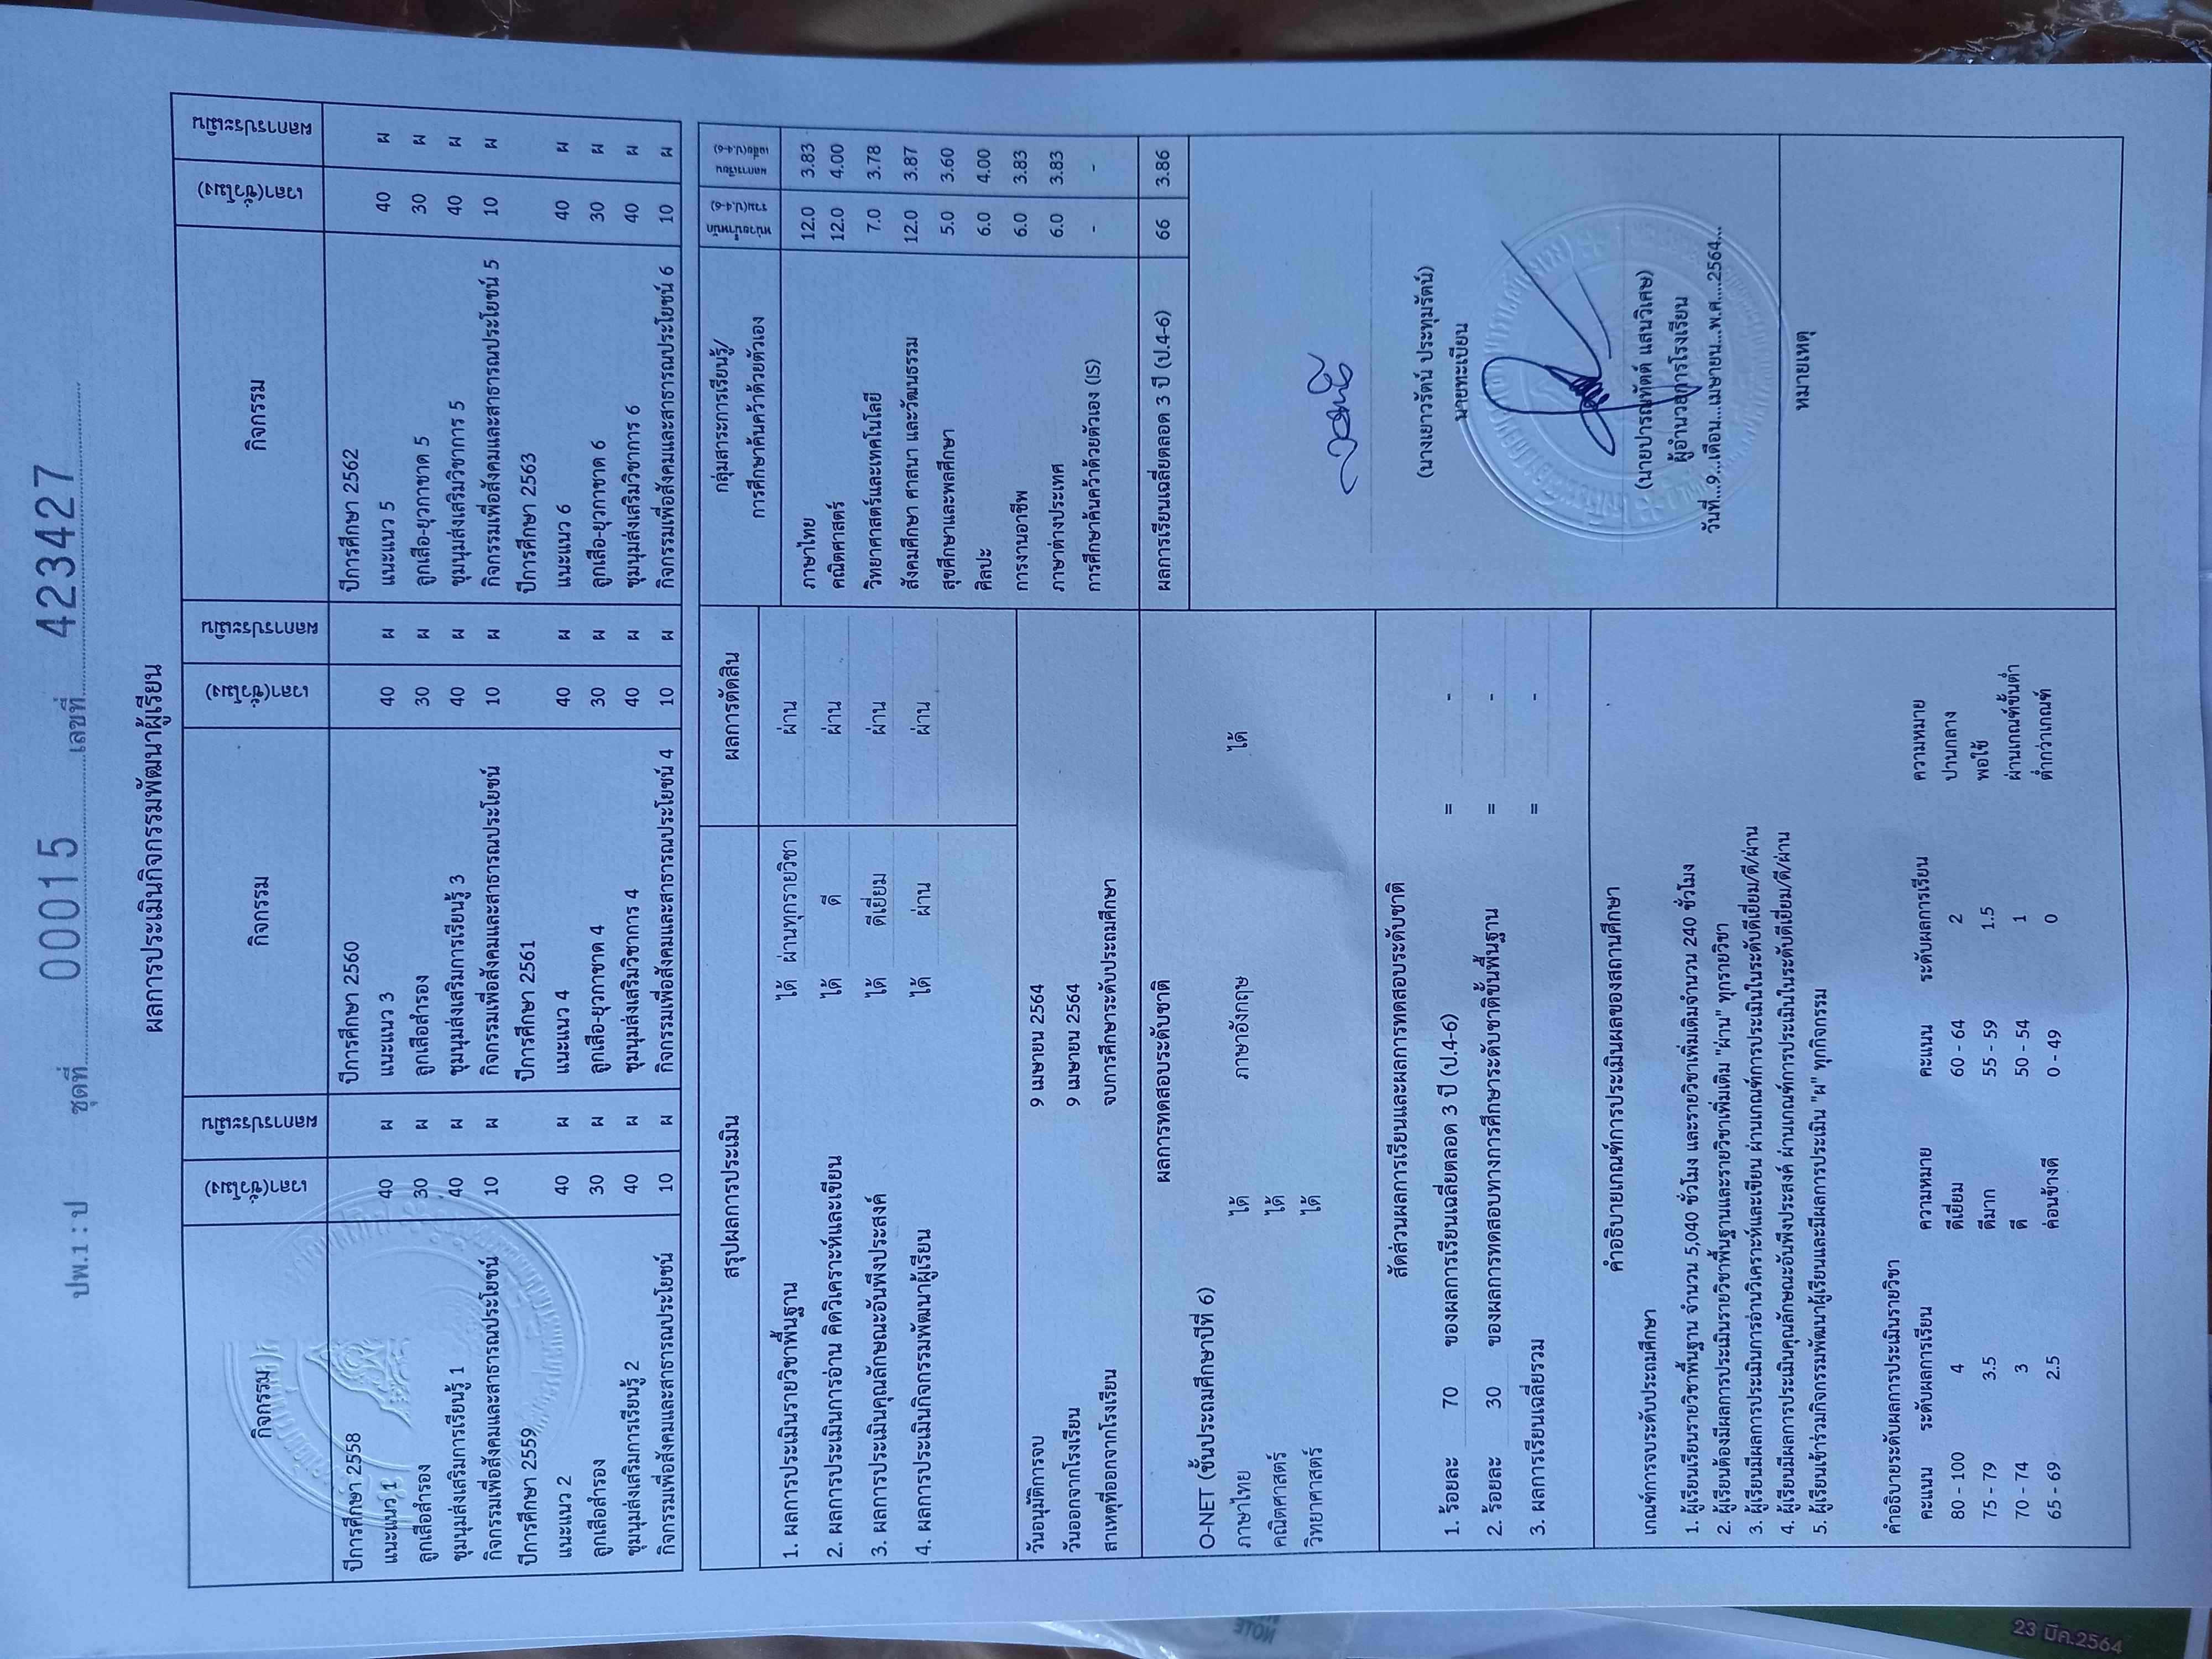 ปพ.1 : ป ชุดที่ 000015 เลขที่ 423427
ผลการประเมินกิจกรรมพัฒนาผู้เรียน
กิจกรรม เวลา(ชั่วโมง) ผลการประเมิน กิจกรรม เวลา(ชั่วโมง) ผลการประเมิน กิจกรรม เวลา(ชั่วโมง) ผลการประเมิน
ปีการศึกษา 2558 ปีการศึกษา 2560 ปีการศึกษา 2562
แนะแนว 1 40 ผ แนะแนว 3 40 ผ แนะแนว 5 40 ผ
ลูกเสือสำรอง 30 ผ ลูกเสือสำรอง 30 ผ ลูกเสือ-ยุวกาชาด 5 30 ผ
ชุมนุมส่งเสริมการเรียนรู้ 1 40 ผ ชุมนุมส่งเสริมการเรียนรู้ 3 40 ผ ชุมนุมส่งเสริมวิชาการ 5 40 ผ
กิจกรรมเพื่อสังคมและสาธารณประโยชน์ 10 ผ กิจกรรมเพื่อสังคมและสาธารณประโยชน์ 10 ผ กิจกรรมเพื่อสังคมและสาธารณประโยชน์ 5 10 ผ
ปีการศึกษา 2559 ปีการศึกษา 2561 ปีการศึกษา 2563
แนะแนว 2 40 ผ แนะแนว 4 40 ผ แนะแนว 6 40 ผ
ลูกเสือสำรอง 30 ผ ลูกเสือ-ยุวกาชาด 4 30 ผ ลูกเสือ-ยุวกาชาด 6 30 ผ
ชุมนุมส่งเสริมการเรียนรู้ 2 40 ผ ชุมนุมส่งเสริมวิชาการ 4 40 ผ ชุมนุมส่งเสริมวิชาการ 6 40 ผ
กิจกรรมเพื่อสังคมและสาธารณประโยชน์ 10 ผ กิจกรรมเพื่อสังคมและสาธารณประโยชน์ 4 10 ผ กิจกรรมเพื่อสังคมและสาธารณประโยชน์ 6 10 ผ
สรุปผลการประเมิน ผลการตัดสิน
1. ผลการประเมินรายวิชาพื้นฐาน ได้ ผ่านทุกรายวิชา ผ่าน
2. ผลการประเมินการอ่าน คิดวิเคราะห์และเขียน ได้ ดี ผ่าน
3. ผลการประเมินคุณลักษณะอันพึงประสงค์ ได้ ดีเยี่ยม ผ่าน
4. ผลการประเมินกิจกรรมพัฒนาผู้เรียน ได้ ผ่าน ผ่าน
วันอนุมัติการจบ 9 เมษายน 2564
วันออกจากโรงเรียน 9 เมษายน 2564
สาเหตุที่ออกจากโรงเรียน จบการศึกษาระดับประถมศึกษา
ผลการทดสอบระดับชาติ
O-NET (ชั้นประถมศึกษาปีที่ 6)
ภาษาไทย ได้ ภาษาอังกฤษ ได้
คณิตศาสตร์ ได้
วิทยาศาสตร์ ได้
สัดส่วนผลการเรียนและผลการทดสอบระดับชาติ
1. ร้อยละ 70 ของผลการเรียนเฉลี่ยตลอด 3 ปี (ป.4-6) = -
2. ร้อยละ 30 ของผลการทดสอบทางการศึกษาระดับชาติขั้นพื้นฐาน = -
3. ผลการเรียนเฉลี่ยรวม = -
คำอธิบายเกณฑ์การประเมินผลของสถานศึกษา
เกณฑ์การจบระดับประถมศึกษา
1. ผู้เรียนเรียนรายวิชาพื้นฐาน จำนวน 5,040 ชั่วโมง และรายวิชาเพิ่มเติมจำนวน 240 ชั่วโมง
2. ผู้เรียนต้องมีผลการประเมินรายวิชาพื้นฐานและรายวิชาเพิ่มเติม "ผ่าน" ทุกรายวิชา
3. ผู้เรียนมีผลการประเมินการอ่านวิเคราะห์และเขียน ผ่านเกณฑ์การประเมินในระดับดีเยี่ยม/ดี/ผ่าน
4. ผู้เรียนมีผลการประเมินคุณลักษณะอันพึงประสงค์ ผ่านเกณฑ์การประเมินในระดับดีเยี่ยม/ดี/ผ่าน
5. ผู้เรียนเข้าร่วมกิจกรรมพัฒนาผู้เรียนและมีผลการประเมิน "ผ" ทุกกิจกรรม
คำอธิบายระดับผลการประเมินรายวิชา
คะแนน ระดับผลการเรียน ความหมาย คะแนน ระดับผลการเรียน ความหมาย
80 - 100 4 ดีเยี่ยม 60 - 64 2 ปานกลาง
75 - 79 3.5 ดีมาก 55 - 59 1.5 พอใช้
70 - 74 3 ดี 50 - 54 1 ผ่านเกณฑ์ขั้นต่ำ
65 - 69 2.5 ค่อนข้างดี 0 - 49 0 ต่ำกว่าเกณฑ์
กลุ่มสาระการเรียนรู้/ หน่วยน้ำหนัก ผลการเรียน
การศึกษาค้นคว้าด้วยตัวเอง รวม(ป.4-6) เฉลี่ย(ป.4-6)
ภาษาไทย 12.0 3.83
คณิตศาสตร์ 12.0 4.00
วิทยาศาสตร์และเทคโนโลยี 7.0 3.78
สังคมศึกษา ศาสนา และวัฒนธรรม 12.0 3.87
สุขศึกษาและพลศึกษา 5.0 3.60
ศิลปะ 6.0 4.00
การงานอาชีพ 6.0 3.83
ภาษาต่างประเทศ 6.0 3.83
การศึกษาค้นคว้าด้วยตัวเอง (IS) - -
ผลการเรียนเฉลี่ยตลอด 3 ปี (ป.4-6) 66 3.86
(นางเยาวรัตน์ ประทุมรัตน์)
นายทะเบียน
(นายปารณทัตต์ แสนวิเศษ)
ผู้อำนวยการโรงเรียน
วันที่...9...เดือน...เมษายน...พ.ศ....2564...
หมายเหตุ
NOTE
23 มีค.2564